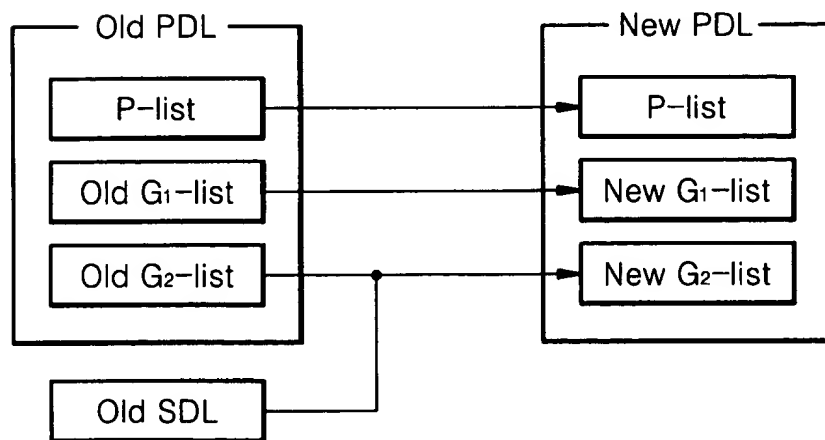 Old PDL
New PDL
P-list
P-list
Old G1-list
New G1-list
Old G2-list
New G2-list
Old SDL